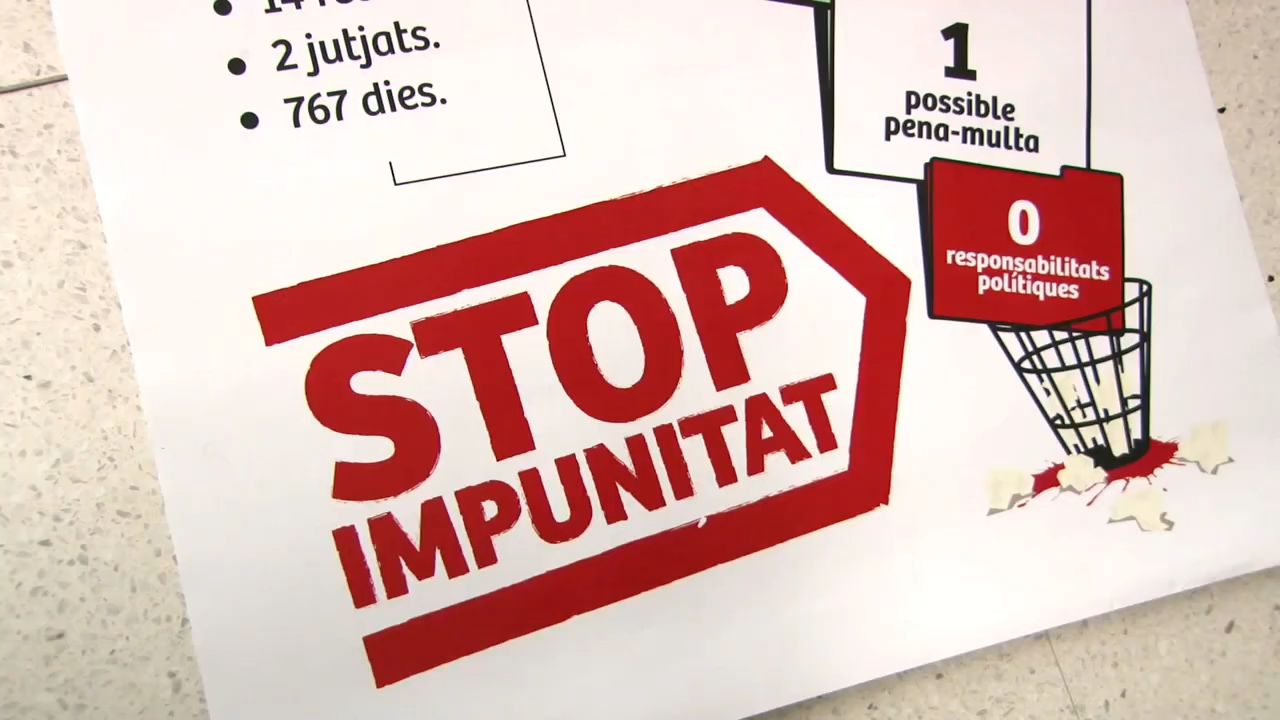 2 jutjats.
767 dies.
1
possible
pena-multa
0
responsabilitats
polítiques
STOP
IMPUNITAT